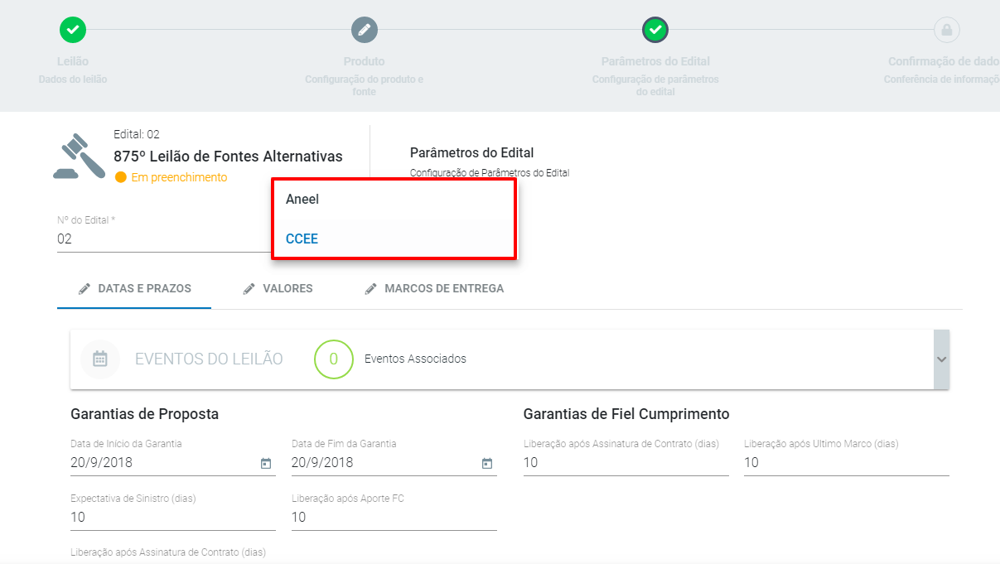 Leilão
Dados do leilão
Produto
Configuração do produto e
fonte
Parâmetros do Edital
Configuração de parâmetros
do edital
Confirmação de dado
Conferência de informaçõ
Edital: 02
875º Leilão de Fontes Alternativas
Em preenchimento
Parâmetros do Edital
Configuração de Parâmetros do Edital
Aneel
CCEE
Nº do Edital *
02
DATAS E PRAZOS
VALORES
MARCOS DE ENTREGA
EVENTOS DO LEILÃO
0
Eventos Associados
Garantias de Proposta
Garantias de Fiel Cumprimento
Data de Início da Garantia
Data de Fim da Garantia
Liberação após Assinatura de Contrato (dias)
Liberação após Ultimo Marco (dias)
20/9/2018
20/9/2018
10
10
Expectativa de Sinistro (dias)
Liberação após Aporte FC
10
10
Liberação após Assinatura de Contrato (dias)